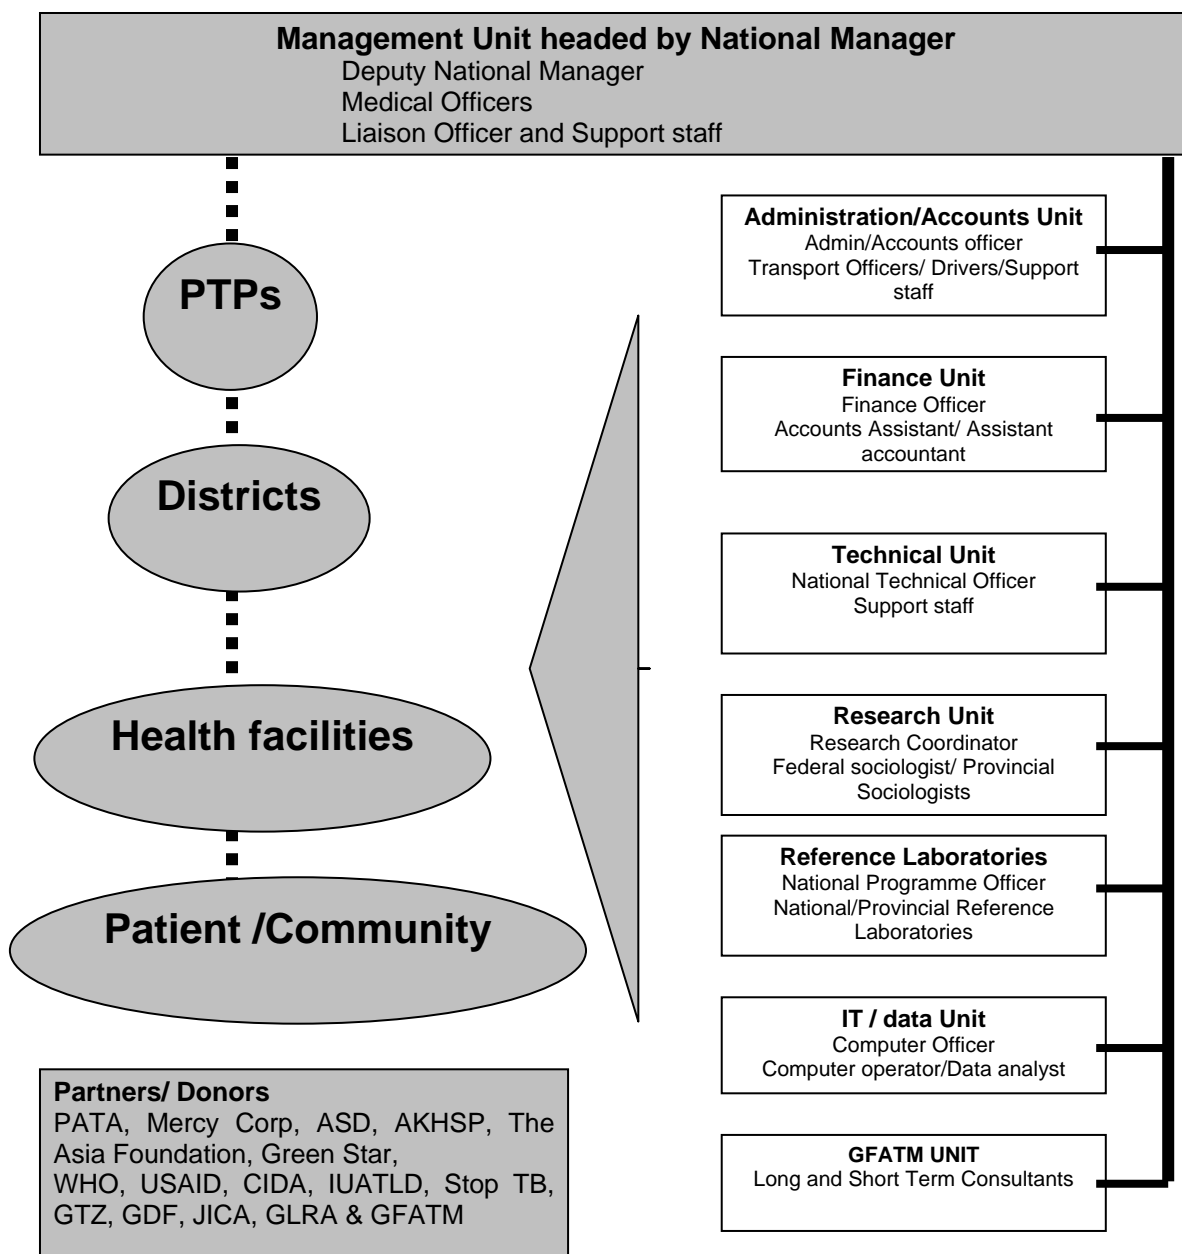 Management Unit headed by National Manager
Deputy National Manager
Medical Officers
Liaison Officer and Support staff
PTPs
Districts
Health facilities
Patient /Community
Partners/ Donors
PATA, Mercy Corp, ASD, AKHSP, The
Asia Foundation, Green Star,
WHO, USAID, CIDA, IUATLD, Stop TB,
GTZ, GDF, JICA, GLRA & GFATM
Administration/Accounts Unit
Admin/Accounts officer
Transport Officers/ Drivers/Support
staff
Finance Unit
Finance Officer
Accounts Assistant/ Assistant
accountant
Technical Unit
National Technical Officer
Support staff
Research Unit
Research Coordinator
Federal sociologist/ Provincial
Sociologists
Reference Laboratories
National Programme Officer
National/Provincial Reference
Laboratories
IT / data Unit
Computer Officer
Computer operator/Data analyst
GFATM UNIT
Long and Short Term Consultants